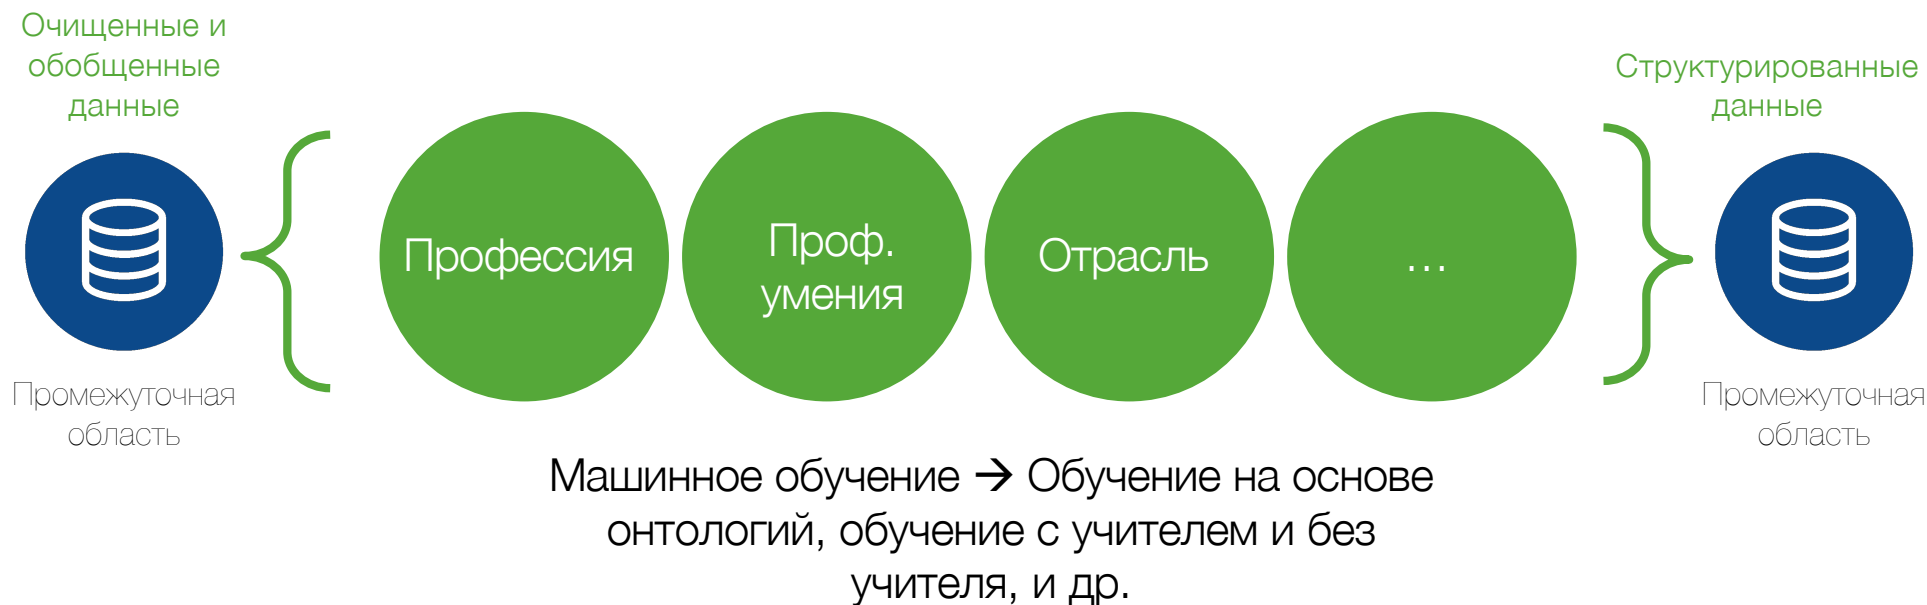 Очищенные и
обобщенные
данные
Промежуточная
область
Профессия
Проф.
умения
Отрасль
...
Структурированные
данные
Промежуточная
область
Машинное обучение → Обучение на основе
онтологий, обучение с учителем и без
учителя, и др.